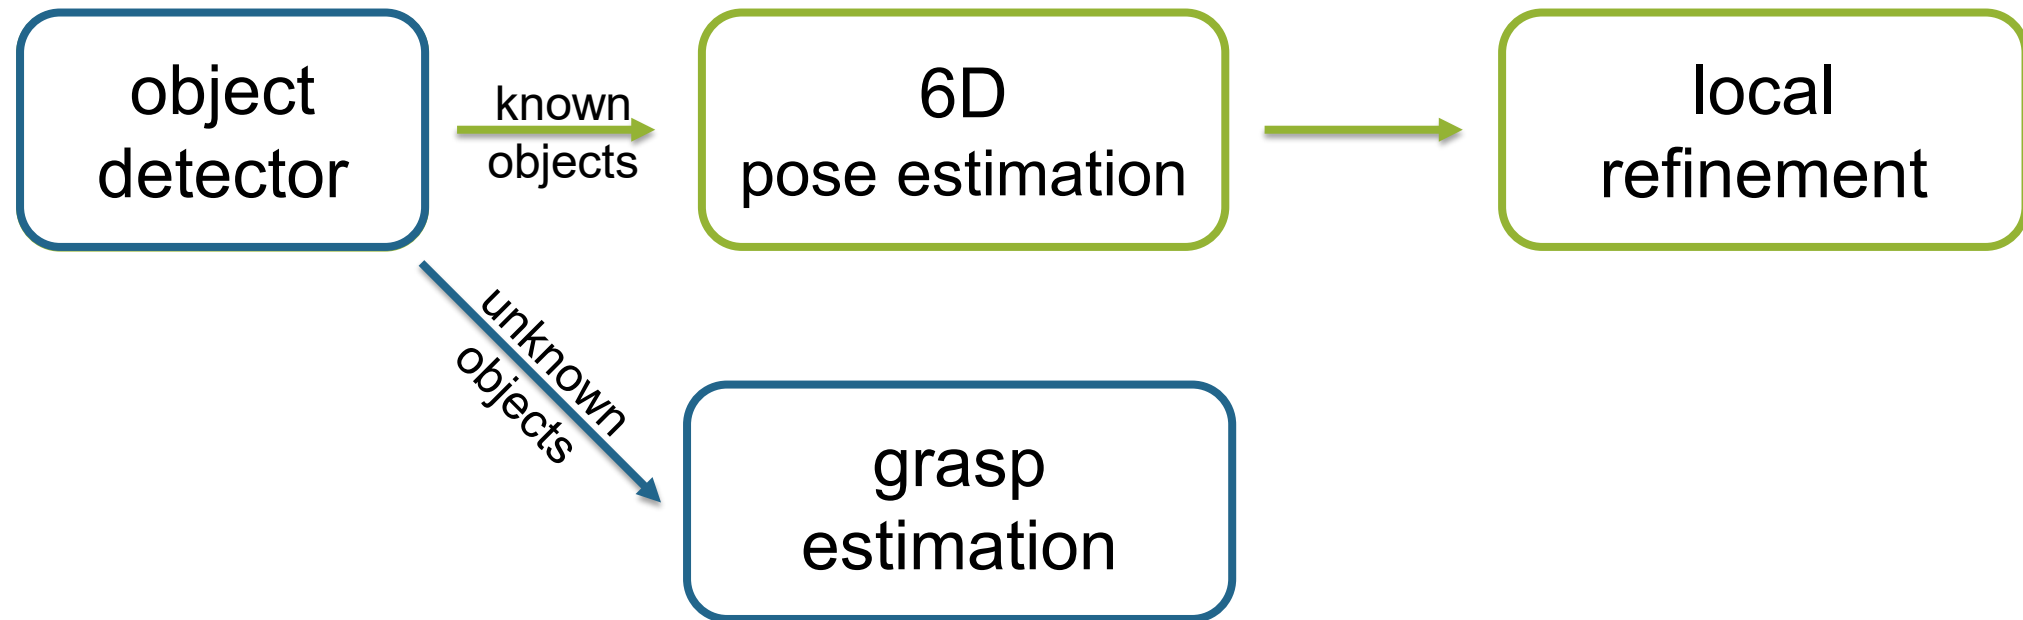 object
detector
known
objects
6D
pose estimation
local
refinement
unknown
objects
grasp
estimation